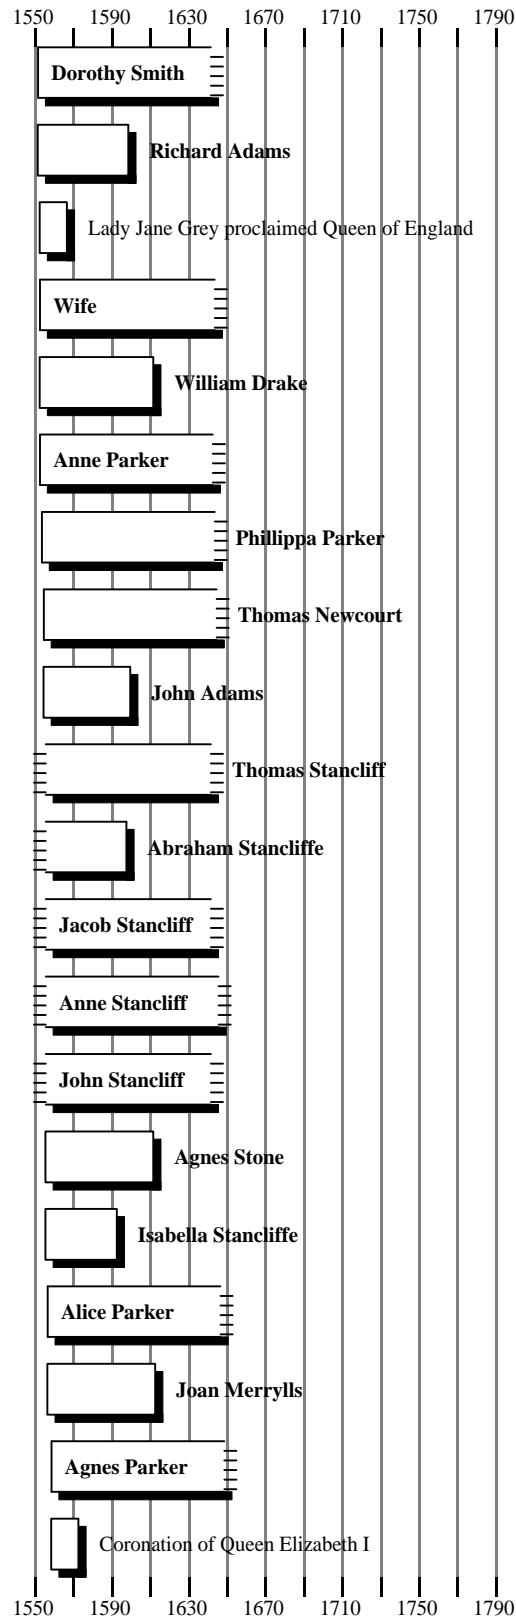 1550 1590 1630 1670 1710 1750 1790
Dorothy Smith
Richard Adams
Lady Jane Grey proclaimed Queen of England
Wife
William Drake
Anne Parker
Phillippa Parker
Thomas Newcourt
John Adams
Thomas Stancliff
Abraham Stancliffe
Jacob Stancliff
Anne Stancliff
John Stancliff
Agnes Stone
Isabella Stancliffe
Alice Parker
Joan Merrylls
Agnes Parker
Coronation of Queen Elizabeth I
1550 1590 1630 1670 1710 1750 1790